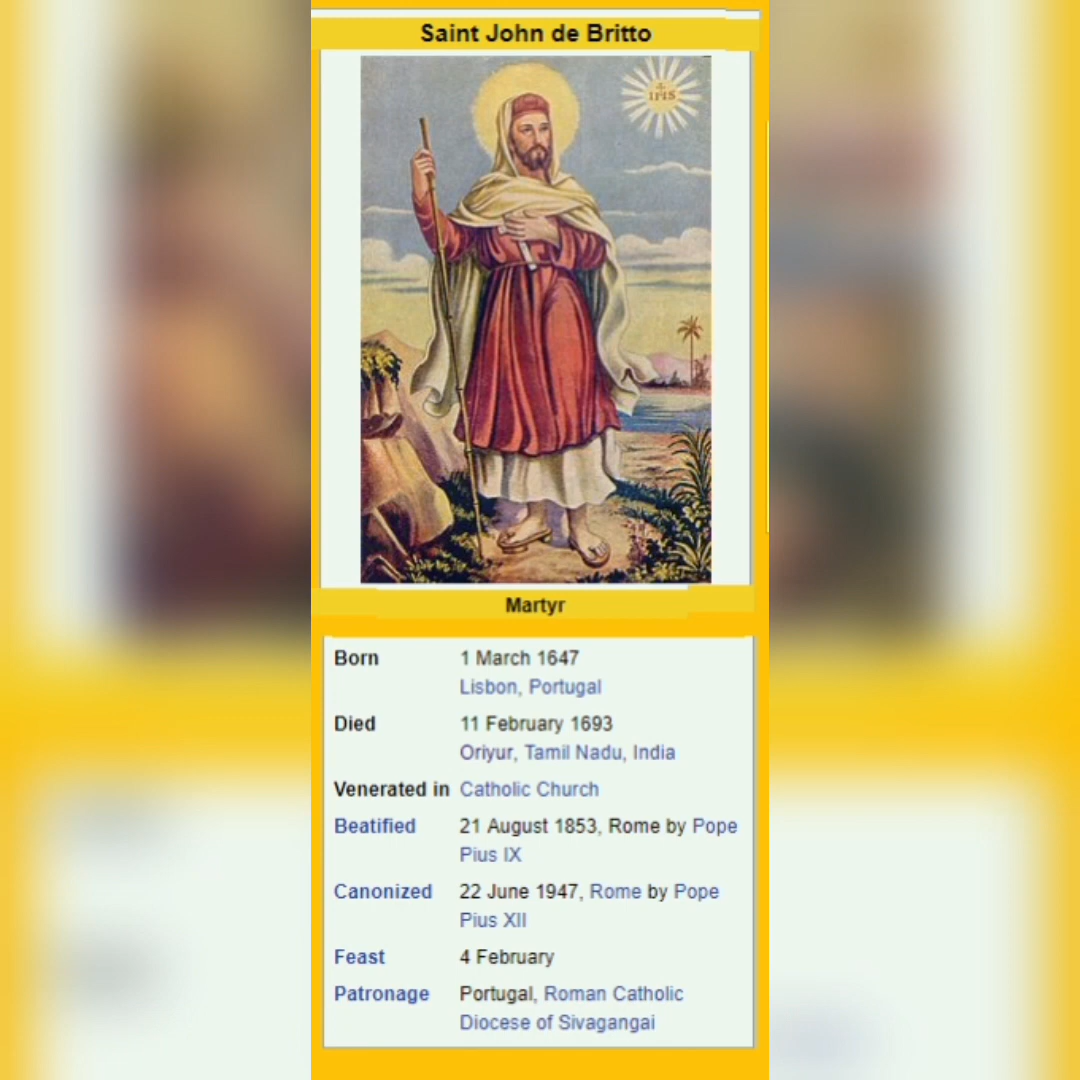 Saint John de Britto
IHS
Martyr
Born 1 March 1647
Lisbon, Portugal
Died 11 February 1693
Oriyur, Tamil Nadu, India
Venerated in Catholic Church
Beatified 21 August 1853, Rome by Pope
Pius IX
Canonized 22 June 1947, Rome by Pope
Pius XII
Feast 4 February
Patronage Portugal, Roman Catholic
Diocese of Sivagangai